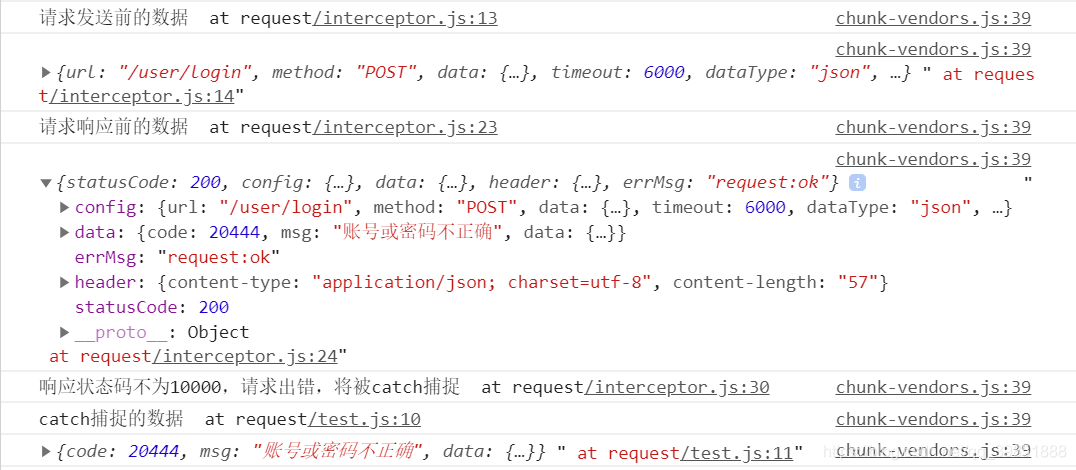 请求发送前的数据 at request/interceptor.js:13 chunk-vendors.js:39
chunk-vendors.js:39
{url: "/user/login", method: "POST", data: {…}, timeout: 6000, dataType: "json", …} " at reques
t/interceptor.js:14"
请求响应前的数据 at request/interceptor.js:23 chunk-vendors.js:39
chunk-vendors.js:39
{statusCode: 200, config: {…}, data: {…}, header: {…}, errMsg: "request:ok"} i "
config: {url: "/user/login", method: "POST", data: {…}, timeout: 6000, dataType: "json", …}
data: {code: 20444, msg: "账号或密码不正确", data: {…}}
errMsg: "request:ok"
header: {content-type: "application/json; charset=utf-8", content-length: "57"}
statusCode: 200
__proto__: Object
at request/interceptor.js:24"
响应状态码不为10000，请求出错，将被catch捕捉 at request/interceptor.js:30 chunk-vendors.js:39
catch捕捉的数据 at request/test.js:10 chunk-vendors.js:39
{code: 20444, msg: "账号或密码不正确", data: {…}} " at request/test.js:11" chunk-vendors.js:39